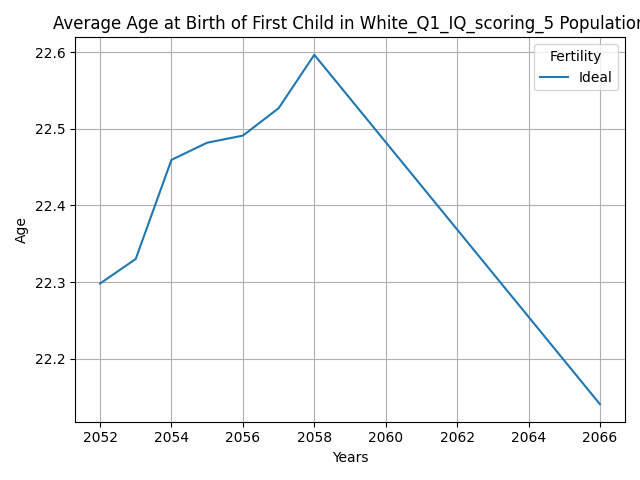 Average Age at Birth of First Child in White_Q1_IQ_scoring_5 Population
22.6
22.5
22.4
22.3
22.2
Age
Fertility
Ideal
2052 2054 2056 2058 2060 2062 2064 2066
Years